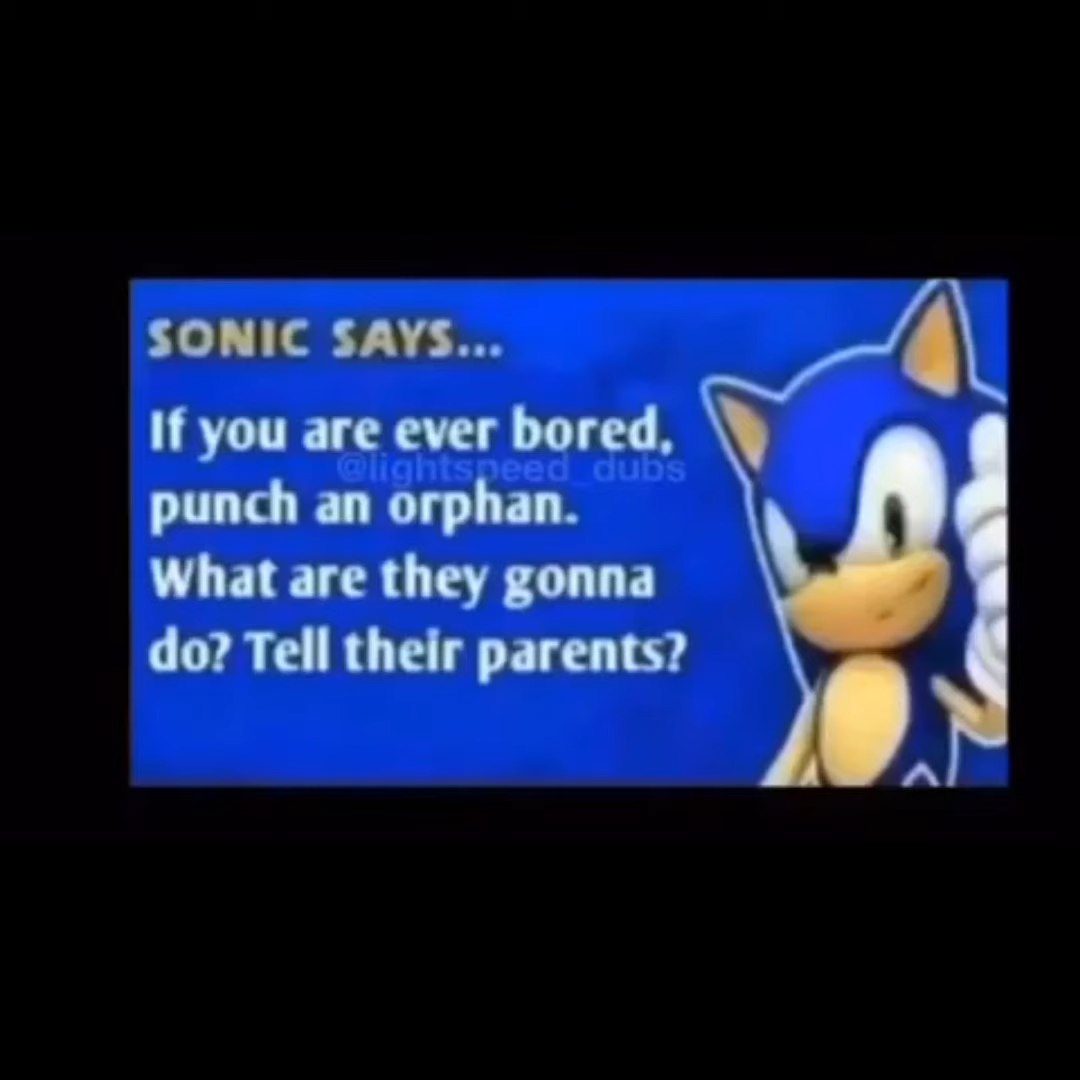 SONIC SAYS...
If you are ever bored,
@lightspeed_dubs
punch an orphan.
What are they gonna
do? Tell their parents?